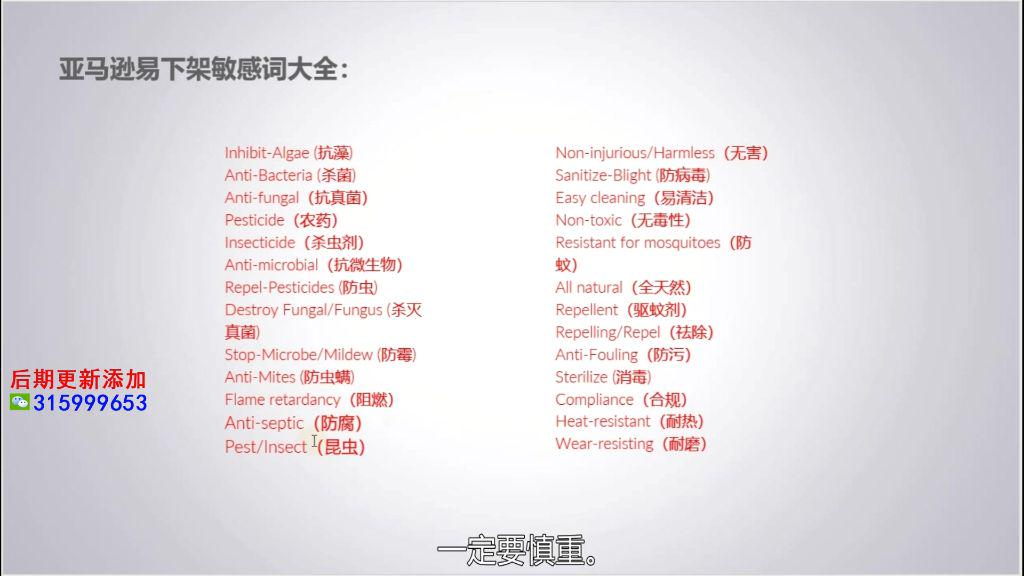 亚马逊易下架敏感词大全：
Inhibit-Algae (抗藻)
Anti-Bacteria (杀菌)
Anti-fungal（抗真菌）
Pesticide（农药）
Insecticide（杀虫剂）
Anti-microbial（抗微生物）
Repel-Pesticides (防虫)
Destroy Fungal/Fungus (杀灭
真菌)
Stop-Microbe/Mildew (防霉)
Anti-Mites (防虫螨)
Flame retardancy（阻燃）
Anti-septic（防腐）
Pest/Insect（昆虫）
Non-injurious/Harmless（无害）
Sanitize-Blight (防病毒)
Easy cleaning（易清洁）
Non-toxic（无毒性）
Resistant for mosquitoes（防
蚊）
All natural（全天然）
Repellent（驱蚊剂）
Repelling/Repel（祛除）
Anti-Fouling（防污）
Sterilize (消毒)
Compliance（合规）
Heat-resistant（耐热）
Wear-resisting（耐磨）
后期更新添加
315999653
一定要慎重。